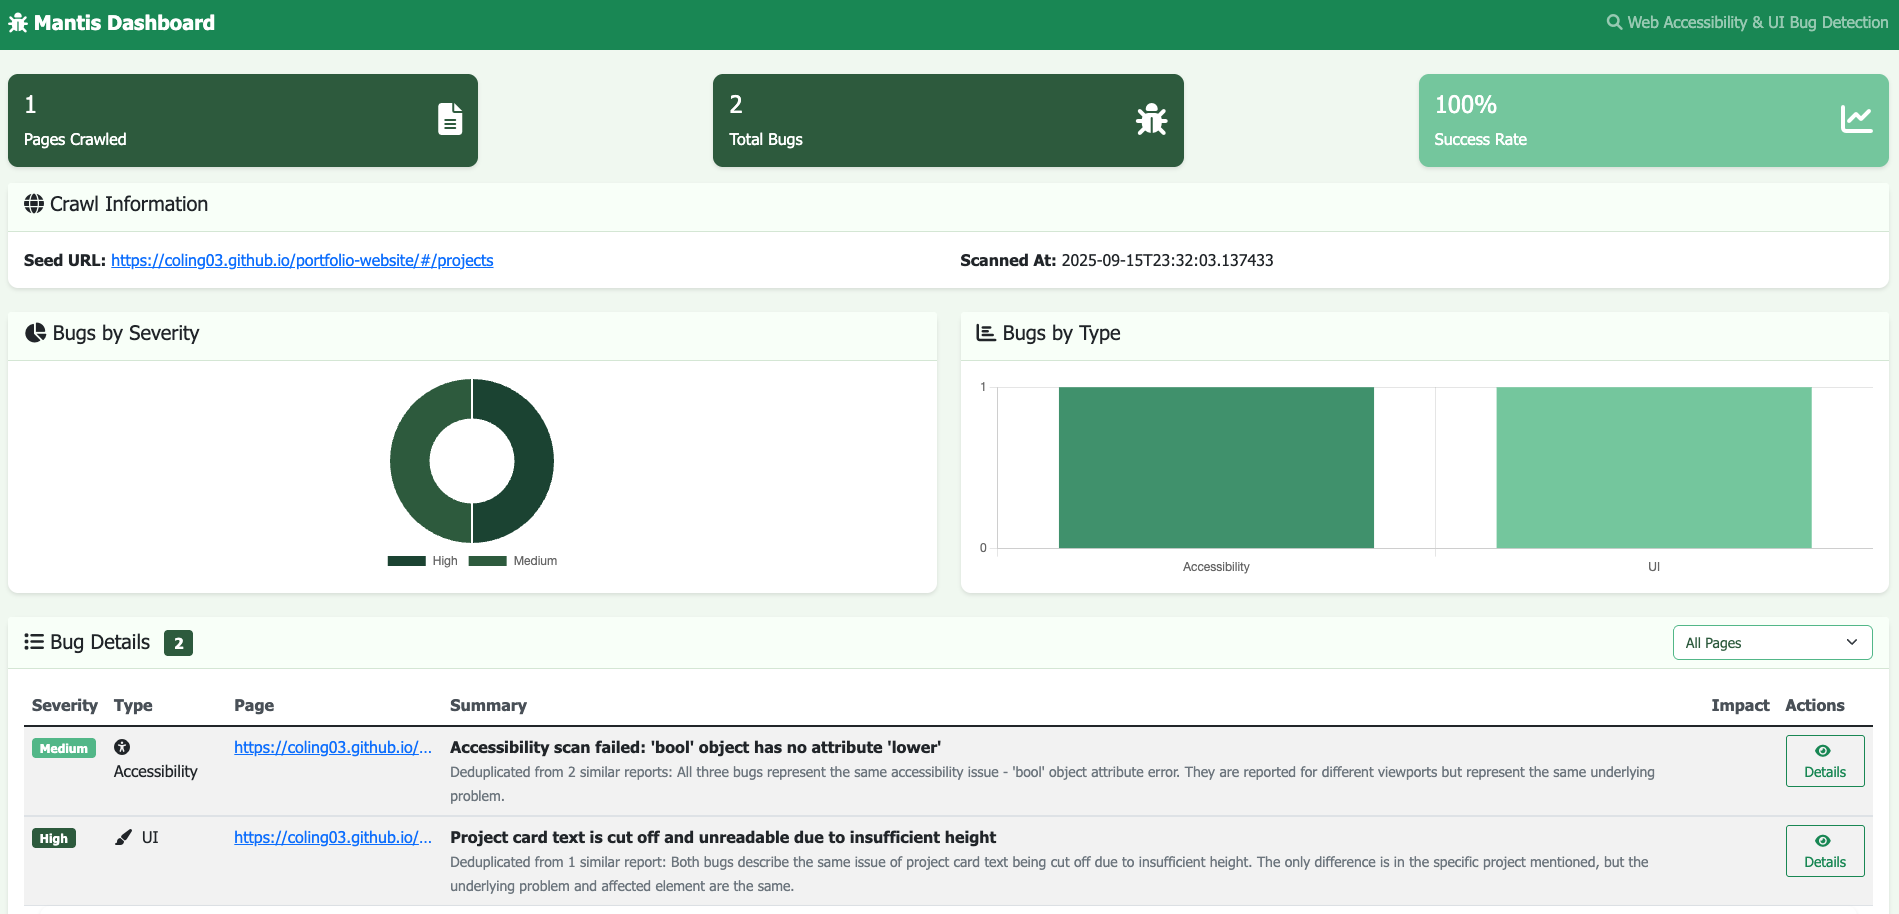 Mantis Dashboard
Web Accessibility & UI Bug Detection
1
Pages Crawled
2
Total Bugs
100%
Success Rate
Crawl Information
Seed URL: https://coling03.github.io/portfolio-website/#/projects
Scanned At: 2025-09-15T23:32:03.137433
Bugs by Severity
High
Medium
Bugs by Type
1
0
Accessibility
UI
Bug Details 2
All Pages
Severity Type Page Summary Impact Actions
Medium
Accessibility
https://coling03.github.io/...
Accessibility scan failed: 'bool' object has no attribute 'lower'
Deduplicated from 2 similar reports: All three bugs represent the same accessibility issue - 'bool' object attribute error. They are reported for different viewports but represent the same underlying
problem.
Details
High
UI
https://coling03.github.io/...
Project card text is cut off and unreadable due to insufficient height
Deduplicated from 1 similar report: Both bugs describe the same issue of project card text being cut off due to insufficient height. The only difference is in the specific project mentioned, but the
underlying problem and affected element are the same.
Details